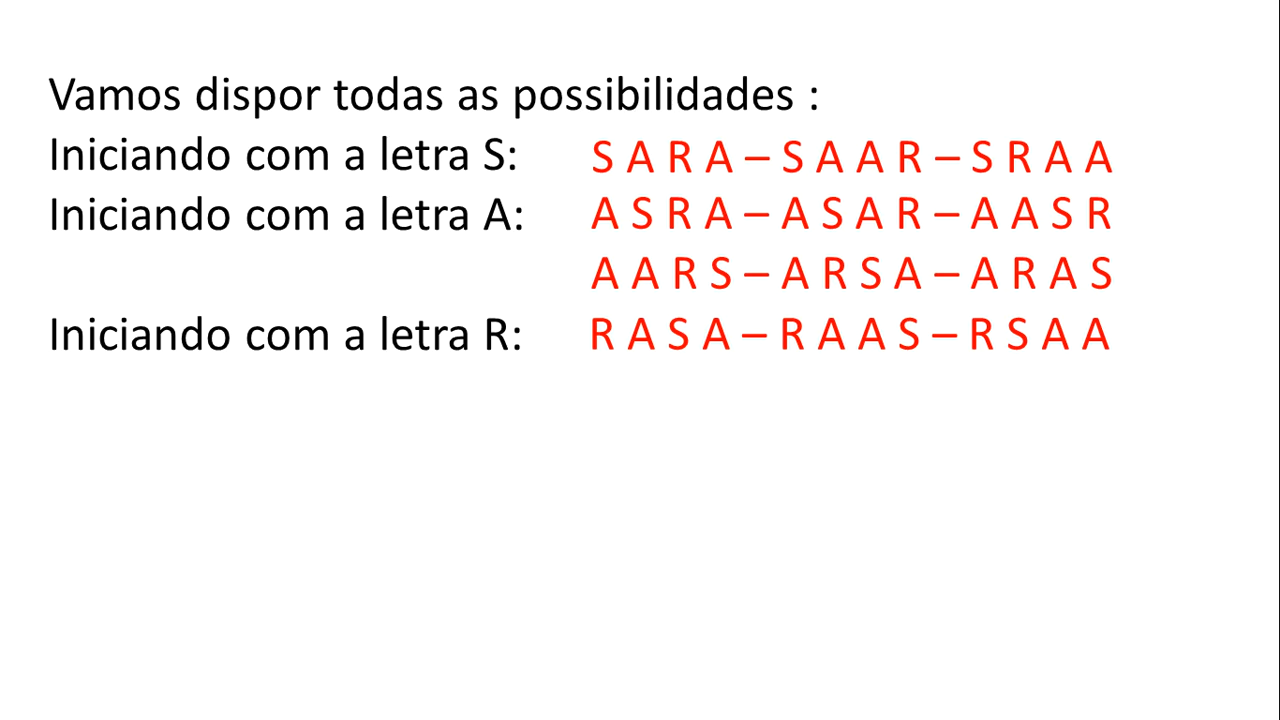 Vamos dispor todas as possibilidades :
Iniciando com a letra S: S A R A – S A A R – S R A A
Iniciando com a letra A: A S R A – A S A R – A A S R
A A R S – A R S A – A R A S
Iniciando com a letra R: R A S A – R A A S – R S A A